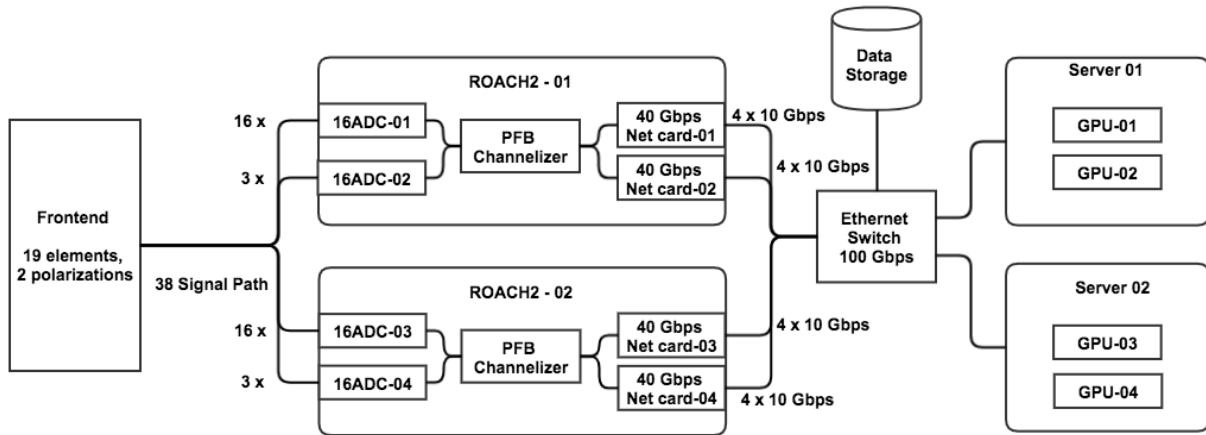 Frontend
19 elements,
2 polarizations
38 Signal Path
16 x
3 x
16 x
3 x
ROACH2 - 01
16ADC-01
16ADC-02
PFB
Channelizer
40 Gbps
Net card-01
40 Gbps
Net card-02
4 x 10 Gbps
4 x 10 Gbps
ROACH2 - 02
16ADC-03
16ADC-04
PFB
Channelizer
40 Gbps
Net card-03
40 Gbps
Net card-04
4 x 10 Gbps
4 x 10 Gbps
Data
Storage
Ethernet
Switch
100 Gbps
Server 01
GPU-01
GPU-02
Server 02
GPU-03
GPU-04